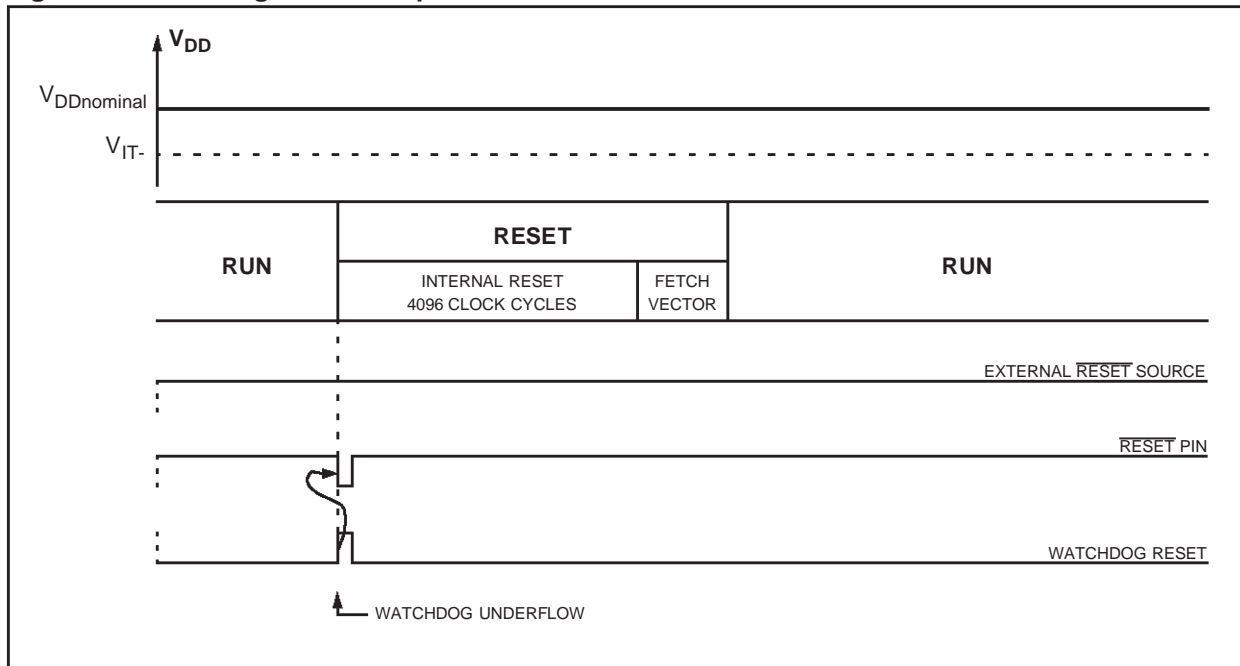 VDD
VDDnominal
VIT-
RUN
RESET
RUN
INTERNAL RESET
4096 CLOCK CYCLES
FETCH
VECTOR
EXTERNAL RESET SOURCE
RESET PIN
WATCHDOG RESET
WATCHDOG UNDERFLOW